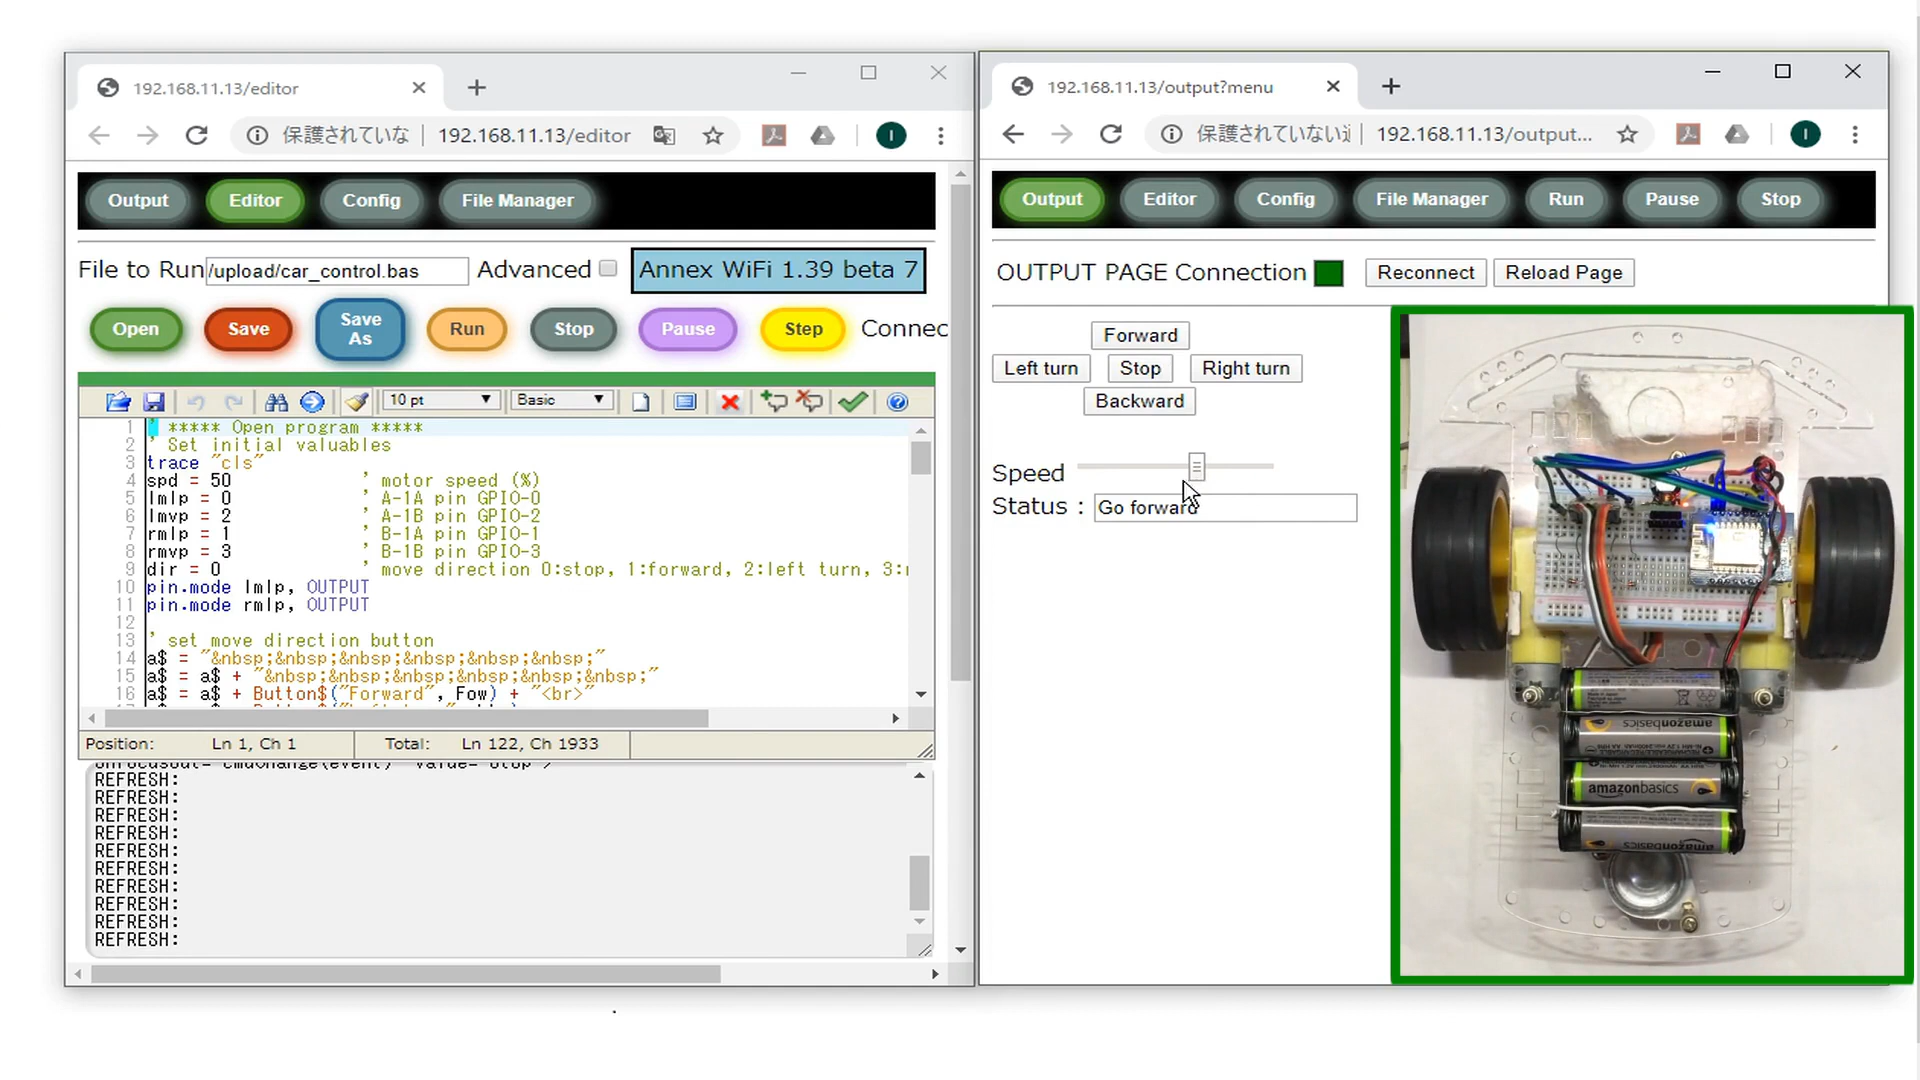 192.168.11.13/editor
保護されていな | 192.168.11.13/editor
I
Output Editor Config File Manager
File to Run /upload/car_control.bas Advanced Annex WiFi 1.39 beta 7
Open Save Save As Run Stop Pause Step Connec
10 pt Basic
1 ' ***** Open program *****
2 ' Set initial valuables
3 trace "cls"
4 spd = 50 ' motor speed (%)
5 lmlp = 0 ' A-1A pin GPIO-0
6 lmvp = 2 ' A-1B pin GPIO-2
7 rmlp = 1 ' B-1A pin GPIO-1
8 rmvp = 3 ' B-1B pin GPIO-3
9 dir = 0 ' move direction 0:stop, 1:forward, 2:left turn, 3:r
10 pin.mode lmlp, OUTPUT
11 pin.mode rmlp, OUTPUT
12
13 ' set move direction button
14 a$ = "&nbsp;&nbsp;&nbsp;&nbsp;&nbsp;&nbsp;"
15 a$ = a$ + "&nbsp;&nbsp;&nbsp;&nbsp;&nbsp;&nbsp;"
16 a$ = a$ + Button$("Forward", Fow) + "<br>"
Position: Ln 1, Ch 1 Total: Ln 122, Ch 1933
REFRESH:
REFRESH:
REFRESH:
REFRESH:
REFRESH:
REFRESH:
REFRESH:
REFRESH:
REFRESH:
REFRESH:
192.168.11.13/output?menu
保護されていない | 192.168.11.13/output...
I
Output Editor Config File Manager Run Pause Stop
OUTPUT PAGE Connection Reconnect Reload Page
Forward
Left turn Stop Right turn
Backward
Speed
Status : Go forward
amazonbasics
amazonbasics
amazonbasics